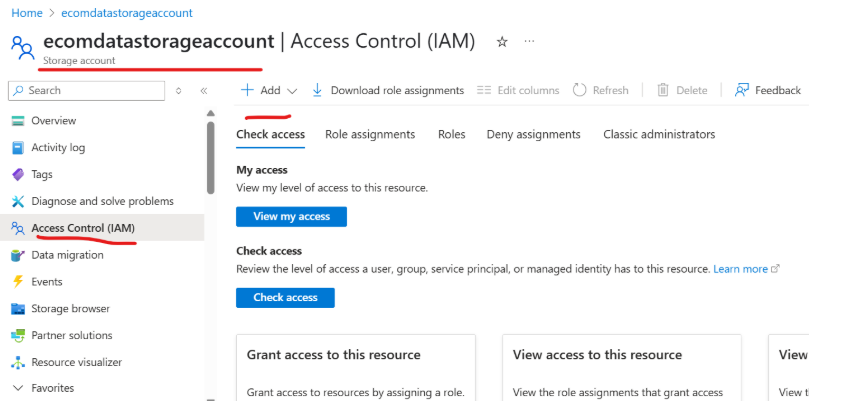 Home > ecomdatastorageaccount
ecomdatastorageaccount | Access Control (IAM) ☆ ···
Storage account
Search
Add Download role assignments Edit columns Refresh Delete Feedback
Overview
Activity log
Tags
Diagnose and solve problems
Access Control (IAM)
Data migration
Events
Storage browser
Partner solutions
Resource visualizer
Favorites
Check access Role assignments Roles Deny assignments Classic administrators
My access
View my level of access to this resource.
View my access
Check access
Review the level of access a user, group, service principal, or managed identity has to this resource. Learn more
Check access
Grant access to this resource
Grant access to resources by assigning a role.
View access to this resource
View the role assignments that grant access
View